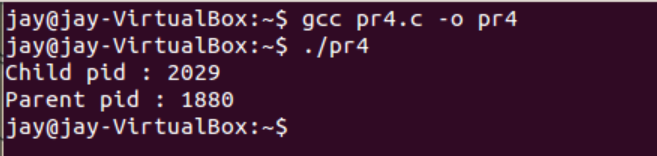 jay@jay-VirtualBox:~$ gcc pr4.c -o pr4
jay@jay-VirtualBox:~$ ./pr4
Child pid : 2029
Parent pid : 1880
jay@jay-VirtualBox:~$